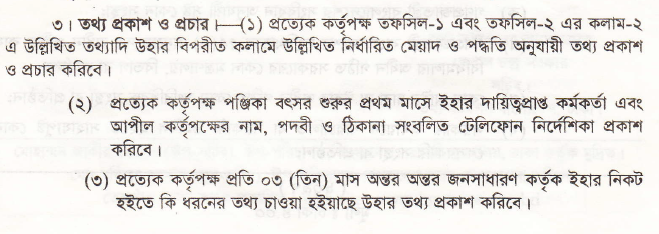 ৩। তথ্য প্রকাশ ও প্রচার।—(১) প্রত্যেক কর্তৃপক্ষ তফসিল-১ এবং তফসিল-২ এর কলাম-২
এ উল্লিখিত তথ্যাদি উহার বিপরীত কলামে উল্লিখিত নির্ধারিত মেয়াদ ও পদ্ধতি অনুযায়ী তথ্য প্রকাশ
ও প্রচার করিবে।
(২) প্রত্যেক কর্তৃপক্ষ পঞ্জিকা বৎসর শুরুর প্রথম মাসে ইহার দায়িত্বপ্রাপ্ত কর্মকর্তা এবং
আপীল কর্তৃপক্ষের নাম, পদবী ও ঠিকানা সংবলিত টেলিফোন নির্দেশিকা প্রকাশ
করিবে।
(৩) প্রত্যেক কর্তৃপক্ষ প্রতি ০৩ (তিন) মাস অন্তর অন্তর জনসাধারণ কর্তৃক ইহার নিকট
হইতে কি ধরনের তথ্য চাওয়া হইয়াছে উহার তথ্য প্রকাশ করিবে।